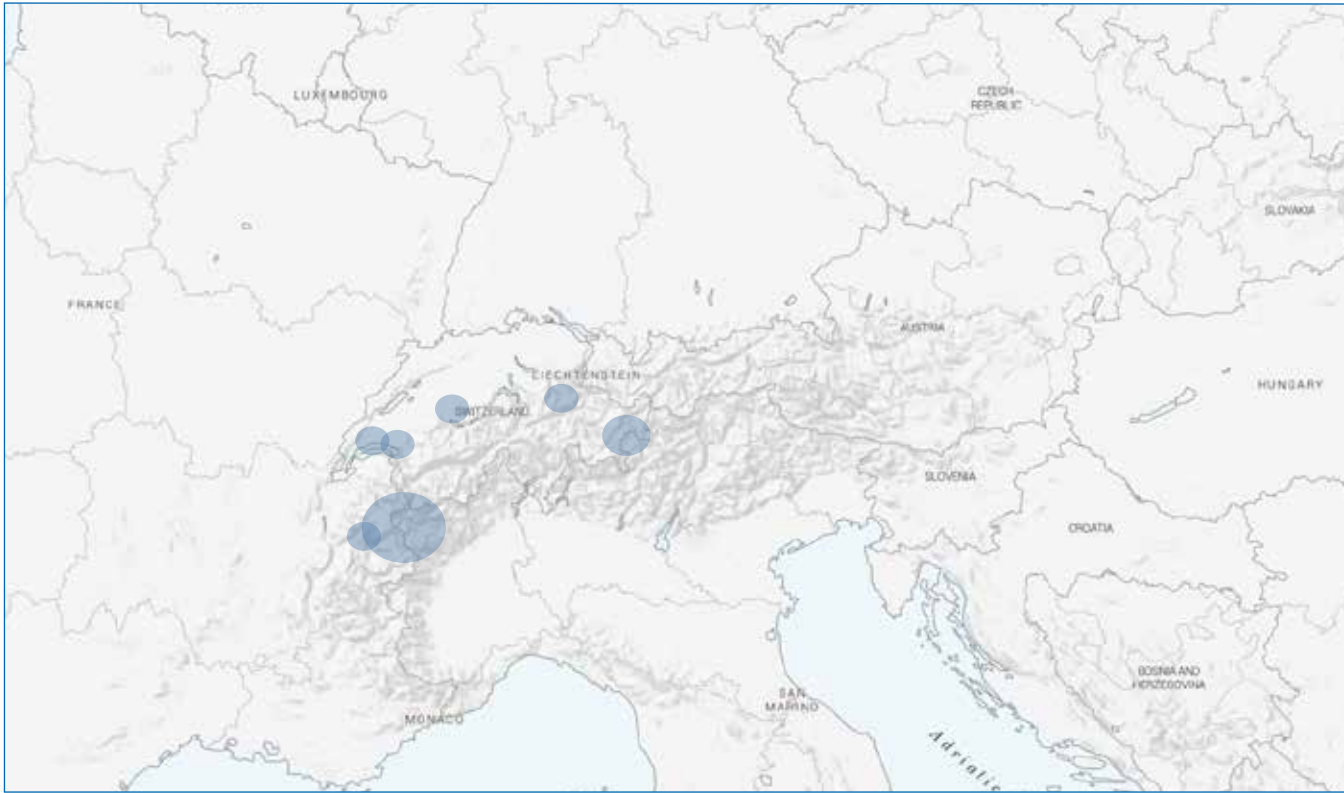 LUXEMBOURG
CZECH
REPUBLIC
SLOVAKIA
FRANCE
AUSTRIA
LIECHTENSTEIN
HUNGARY
SWITZERLAND
SLOVENIA
CROATIA
BOSNIA AND
HERZEGOVINA
SAN
MARINO
MONACO
Adriatic